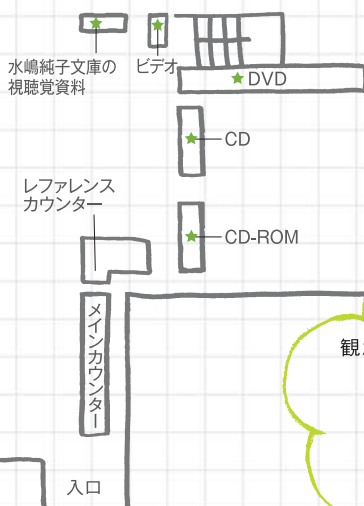 水嶋純子文庫の
視聴覚資料
ビデオ
DVD
CD
レファレンス
カウンター
CD-ROM
メインカウンター
観
入口